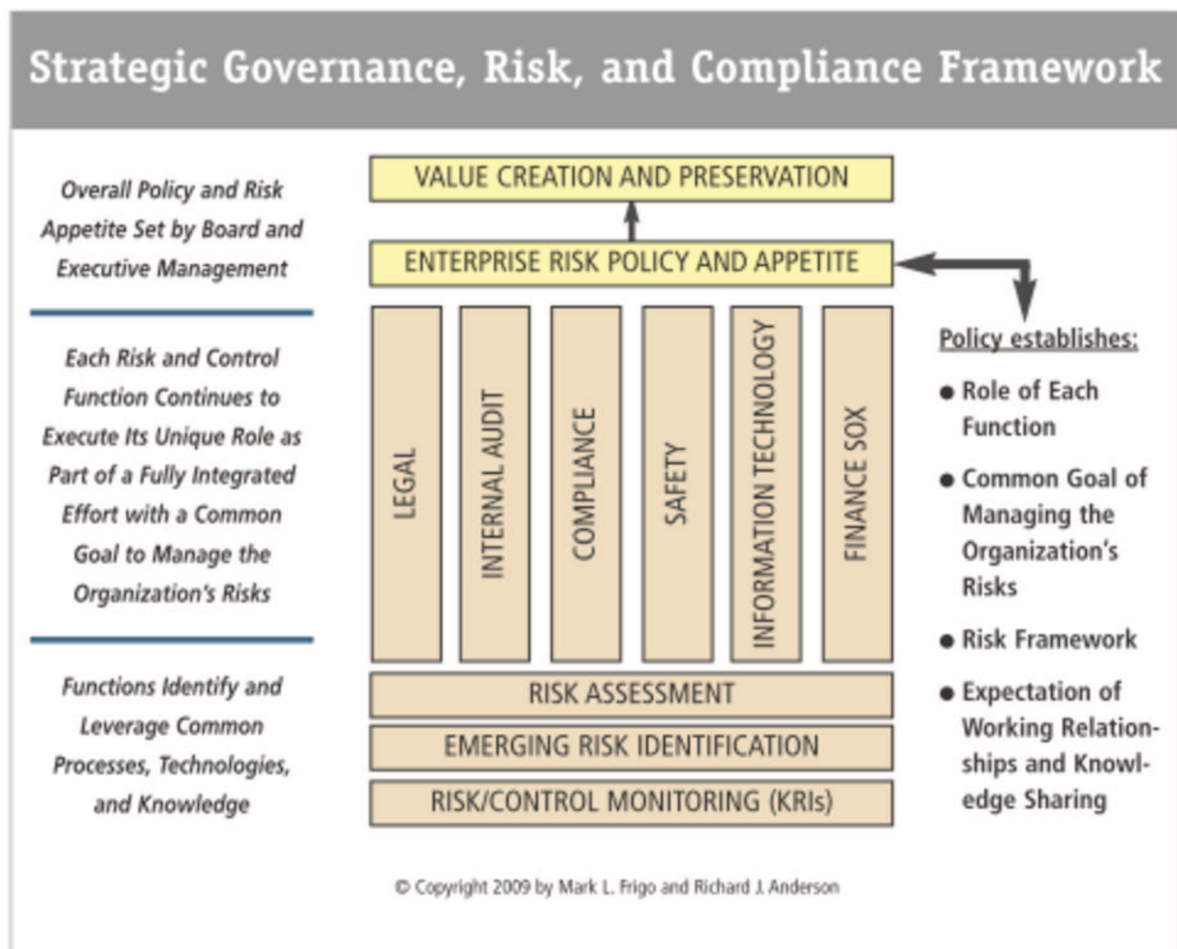 Strategic Governance, Risk, and Compliance Framework
Overall Policy and Risk
Appetite Set by Board and
Executive Management
Each Risk and Control
Function Continues to
Execute Its Unique Role as
Part of a Fully Integrated
Effort with a Common
Goal to Manage the
Organization's Risks
Functions Identify and
Leverage Common
Processes, Technologies,
and Knowledge
VALUE CREATION AND PRESERVATION
ENTERPRISE RISK POLICY AND APPETITE
LEGAL
INTERNAL AUDIT
COMPLIANCE
SAFETY
INFORMATION TECHNOLOGY
FINANCE SOX
RISK ASSESSMENT
EMERGING RISK IDENTIFICATION
RISK/CONTROL MONITORING (KRIs)
Policy establishes:
● Role of Each
Function
● Common Goal of
Managing the
Organization's
Risks
● Risk Framework
● Expectation of
Working Relation-
ships and Knowl-
edge Sharing
© Copyright 2009 by Mark L. Frigo and Richard J. Anderson